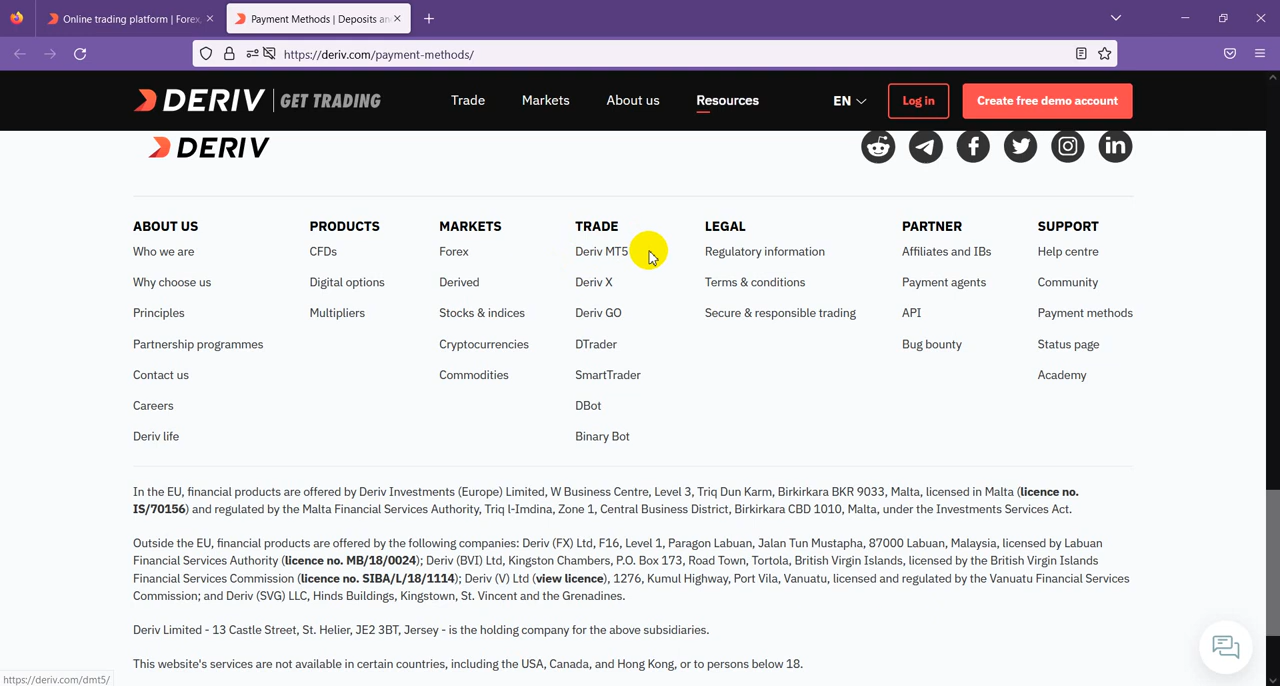 Online trading platform | Forex,
Payment Methods | Deposits an
https://deriv.com/payment-methods/
DERIV | GET TRADING
Trade
Markets
About us
Resources
EN
Log in
Create free demo account
DERIV
ABOUT US
Who we are
Why choose us
Principles
Partnership programmes
Contact us
Careers
Deriv life
PRODUCTS
CFDs
Digital options
Multipliers
MARKETS
Forex
Derived
Stocks & indices
Cryptocurrencies
Commodities
TRADE
Deriv MT5
Deriv X
Deriv GO
DTrader
SmartTrader
DBot
Binary Bot
LEGAL
Regulatory information
Terms & conditions
Secure & responsible trading
PARTNER
Affiliates and IBs
Payment agents
API
Bug bounty
SUPPORT
Help centre
Community
Payment methods
Status page
Academy
In the EU, financial products are offered by Deriv Investments (Europe) Limited, W Business Centre, Level 3, Triq Dun Karm, Birkirkara BKR 9033, Malta, licensed in Malta (licence no.
IS/70156) and regulated by the Malta Financial Services Authority, Triq l-Imdina, Zone 1, Central Business District, Birkirkara CBD 1010, Malta, under the Investments Services Act.
Outside the EU, financial products are offered by the following companies: Deriv (FX) Ltd, F16, Level 1, Paragon Labuan, Jalan Tun Mustapha, 87000 Labuan, Malaysia, licensed by Labuan
Financial Services Authority (licence no. MB/18/0024); Deriv (BVI) Ltd, Kingston Chambers, P.O. Box 173, Road Town, Tortola, British Virgin Islands, licensed by the British Virgin Islands
Financial Services Commission (licence no. SIBA/L/18/1114); Deriv (V) Ltd (view licence), 1276, Kumul Highway, Port Vila, Vanuatu, licensed and regulated by the Vanuatu Financial Services
Commission; and Deriv (SVG) LLC, Hinds Buildings, Kingstown, St. Vincent and the Grenadines.
Deriv Limited - 13 Castle Street, St. Helier, JE2 3BT, Jersey - is the holding company for the above subsidiaries.
This website's services are not available in certain countries, including the USA, Canada, and Hong Kong, or to persons below 18.
https://deriv.com/dmt5/